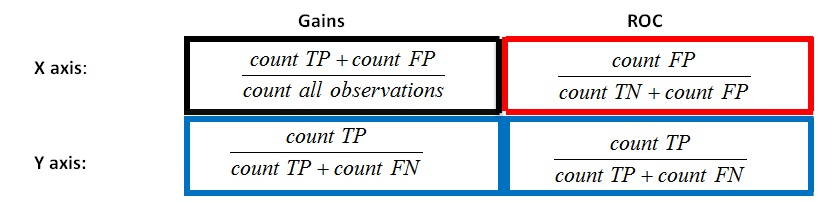 Gains ROC
X axis:
count TP + count FP
count all observations
count FP
count TN + count FP
Y axis:
count TP
count TP + count FN
count TP
count TP + count FN